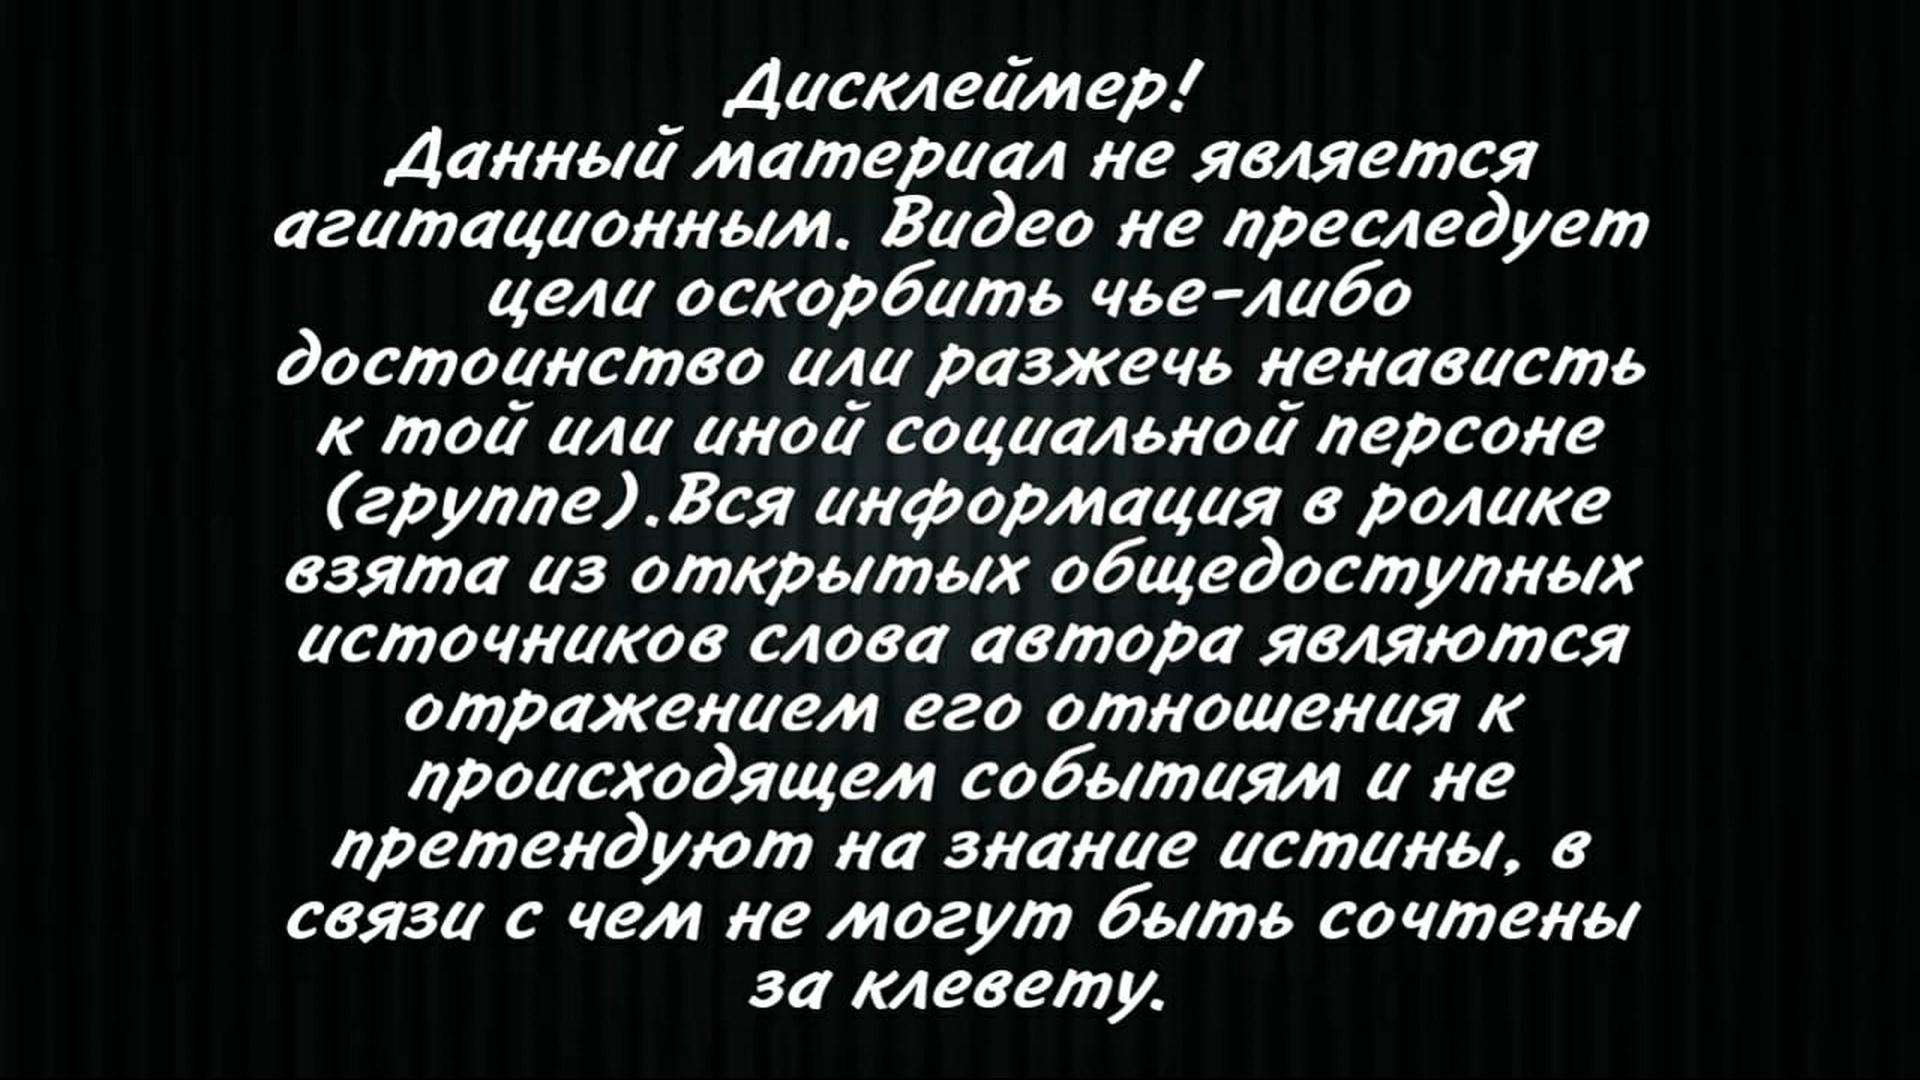 Дисклеймер!
Данный материал не является
агитационным. Видео не преследует
цели оскорбить чье-либо
достоинство или разжечь ненависть
к той или иной социальной персоне
(группе).Вся информация в ролике
взята из открытых общедоступных
источников слова автора являются
отражением его отношения к
происходящем событиям и не
претендуют на знание истины, в
связи с чем не могут быть сочтены
за клевету.